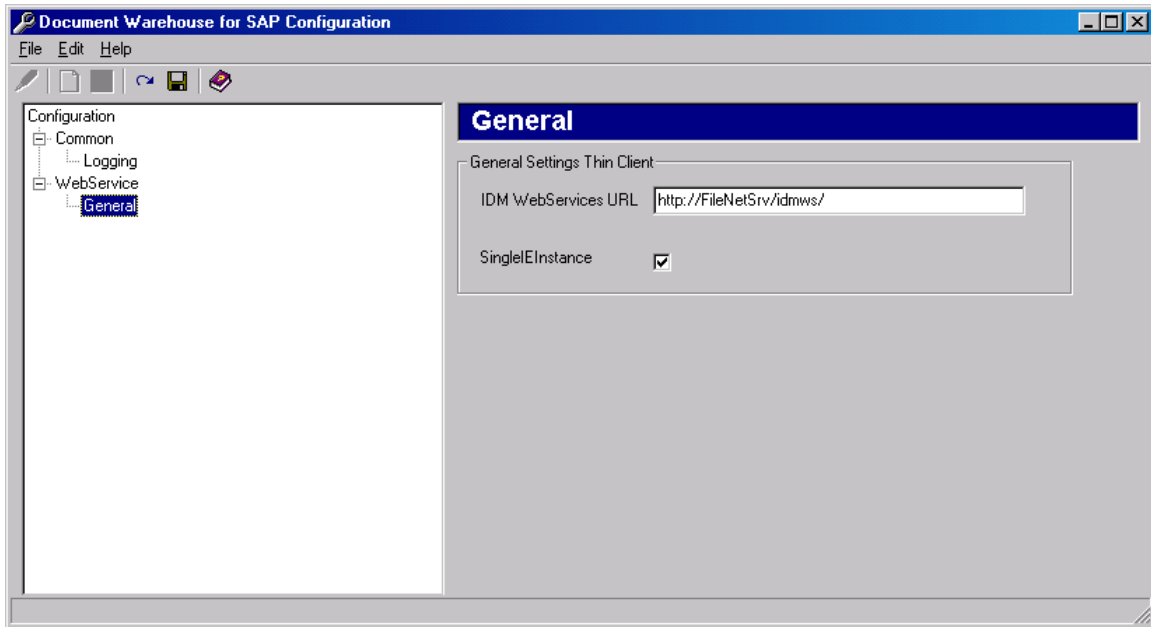 Document Warehouse for SAP Configuration
File Edit Help
Configuration
Common
Logging
WebService
General
General
General Settings Thin Client
IDM WebServices URL http://FileNetSrv/idmws/
SingleIEInstance